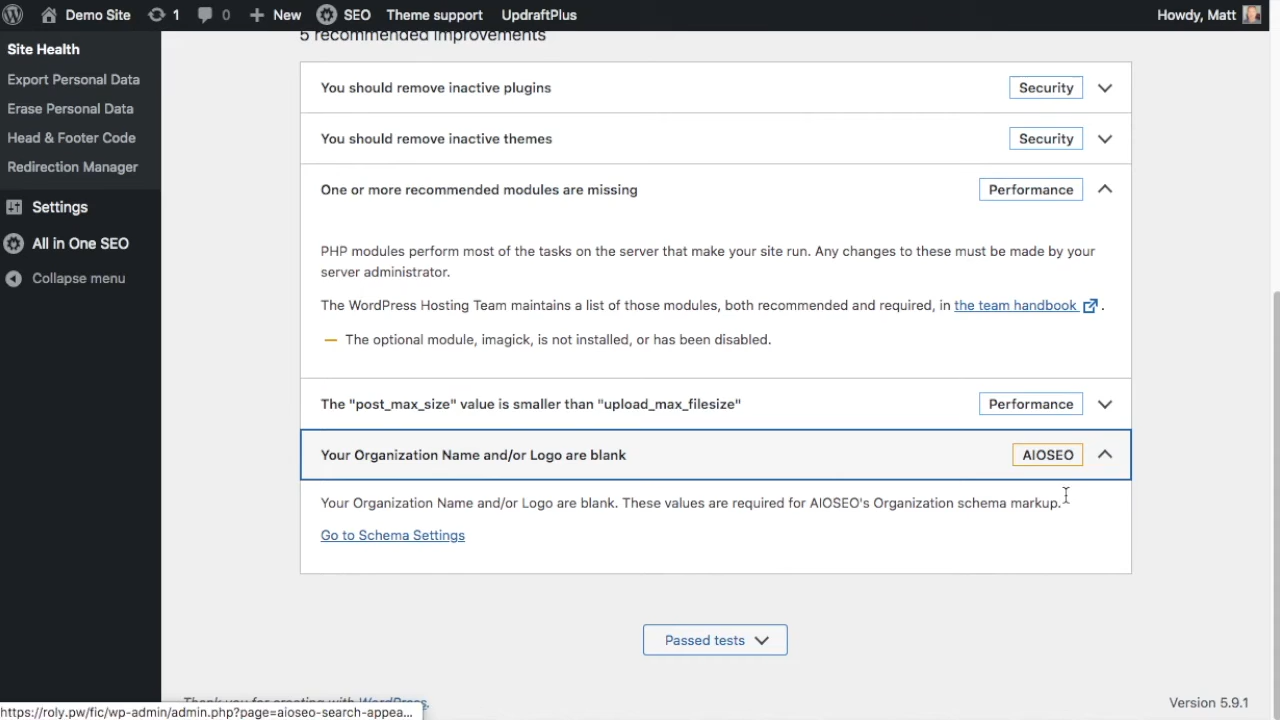 Demo Site
1
0
New
SEO
Theme support
UpdraftPlus
Howdy, Matt
Site Health
Export Personal Data
Erase Personal Data
Head & Footer Code
Redirection Manager
Settings
All in One SEO
Collapse menu
5 recommended improvements
You should remove inactive plugins
Security
You should remove inactive themes
Security
One or more recommended modules are missing
Performance
PHP modules perform most of the tasks on the server that make your site run. Any changes to these must be made by your
server administrator.
The WordPress Hosting Team maintains a list of those modules, both recommended and required, in the team handbook .
The optional module, imagick, is not installed, or has been disabled.
The "post_max_size" value is smaller than "upload_max_filesize"
Performance
Your Organization Name and/or Logo are blank
AIOSEO
Your Organization Name and/or Logo are blank. These values are required for AIOSEO's Organization schema markup.
Go to Schema Settings
Passed tests
Thank you for creating with WordPress.
Version 5.9.1
https://roly.pw/fic/wp-admin/admin.php?page=aioseo-search-appea...